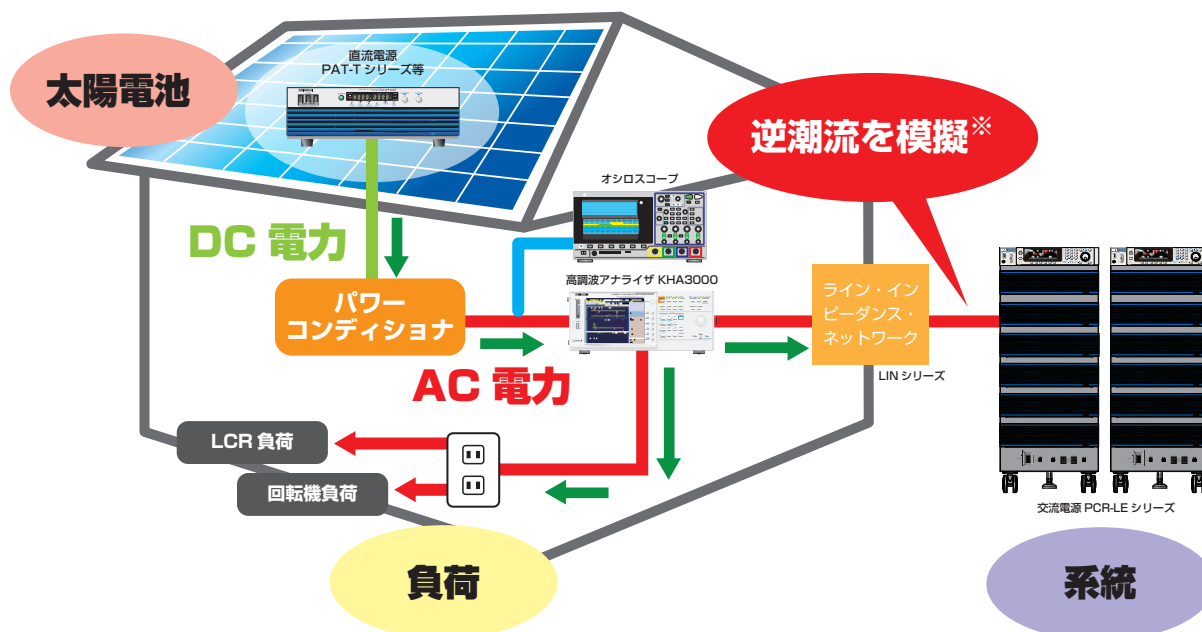 直流電源
PAT-T シリーズ等
太陽電池
逆潮流を模擬※
オシロスコープ
DC 電力
高調波アナライザ KHA3000
パワー
コンディショナ
ライン・イン
ピーダンス・
ネットワーク
LIN シリーズ
AC 電力
LCR 負荷
回転機負荷
交流電源 PCR-LE シリーズ
負荷
系統